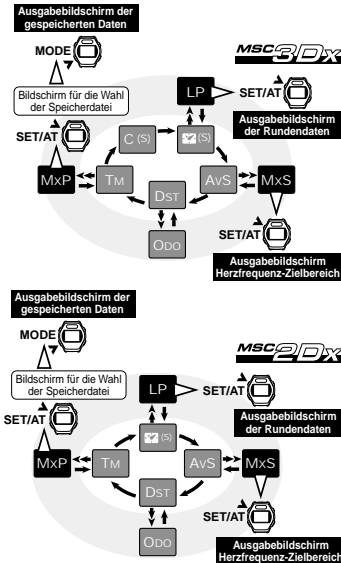 Ausgabebildschirm der
gespeicherten Daten
MODE
MSC3Dx
LP
SET/AT
Bildschirm für die Wahl
der Speicherdatei
Ausgabebildschirm
der Rundendaten
SET/AT
C (S)
(S)
MxP
TM
DST
AvS
MxS
ODO
SET/AT
Ausgabebildschirm
Herzfrequenz-Zielbereich
Ausgabebildschirm der
gespeicherten Daten
MODE
MSC2Dx
Bildschirm für die Wahl
der Speicherdatei
LP
SET/AT
SET/AT
Ausgabebildschirm
der Rundendaten
(S)
MxP
TM
AvS
MxS
DST
ODO
SET/AT
Ausgabebildschirm
Herzfrequenz-Zielbereich